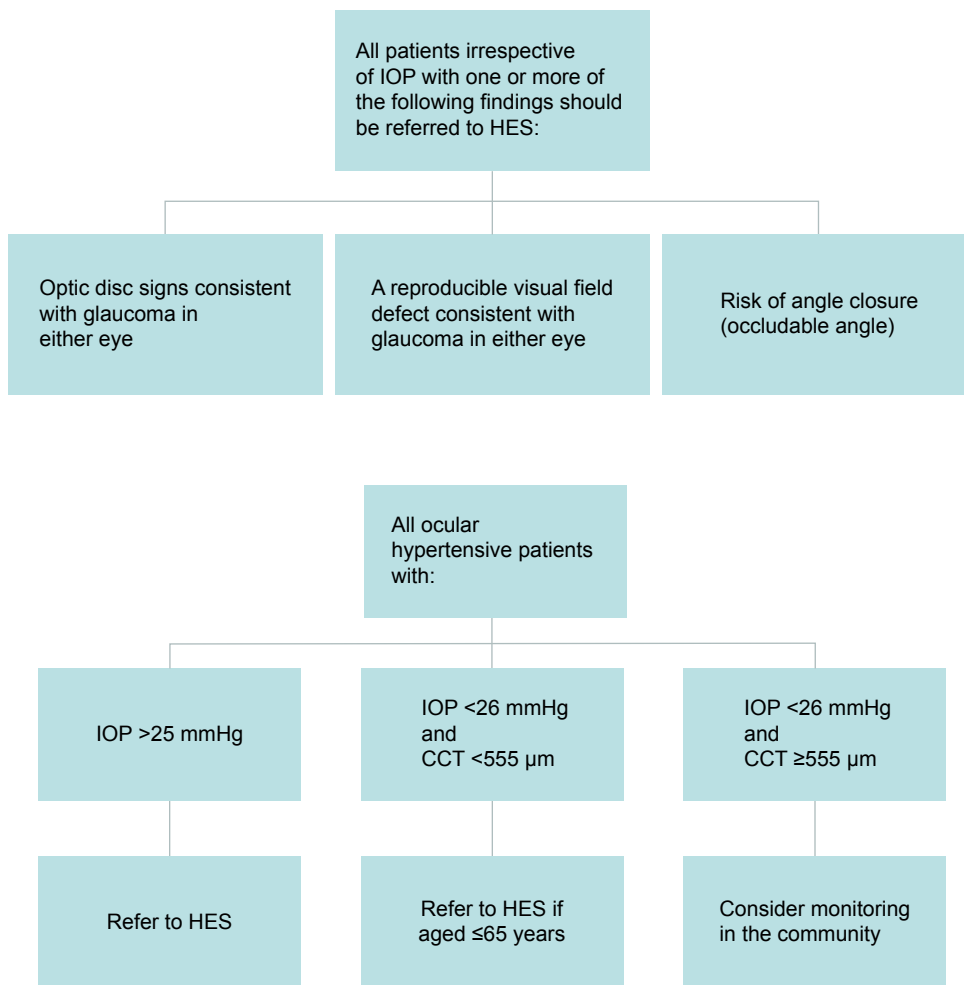 All patients irrespective
of IOP with one or more of
the following findings should
be referred to HES:
Optic disc signs consistent
with glaucoma in
either eye
A reproducible visual field
defect consistent with
glaucoma in either eye
Risk of angle closure
(occludable angle)
All ocular
hypertensive patients
with:
IOP >25 mmHg
IOP <26 mmHg
and
CCT <555 µm
IOP <26 mmHg
and
CCT ≥555 µm
Refer to HES
Refer to HES if
aged ≤65 years
Consider monitoring
in the community